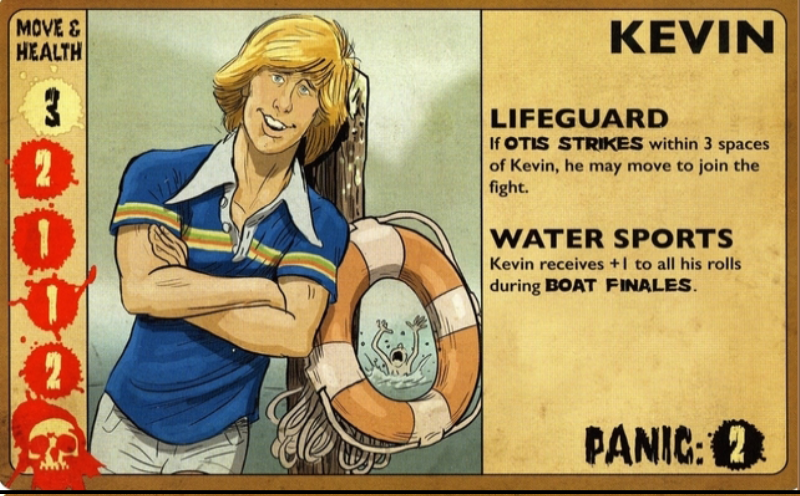 MOVE &
HEALTH
3
2
1
1
2
KEVIN
LIFEGUARD
If OTIS STRIKES within 3 spaces
of Kevin, he may move to join the
fight.
WATER SPORTS
Kevin receives +1 to all his rolls
during BOAT FINALES.
PANIC: 2